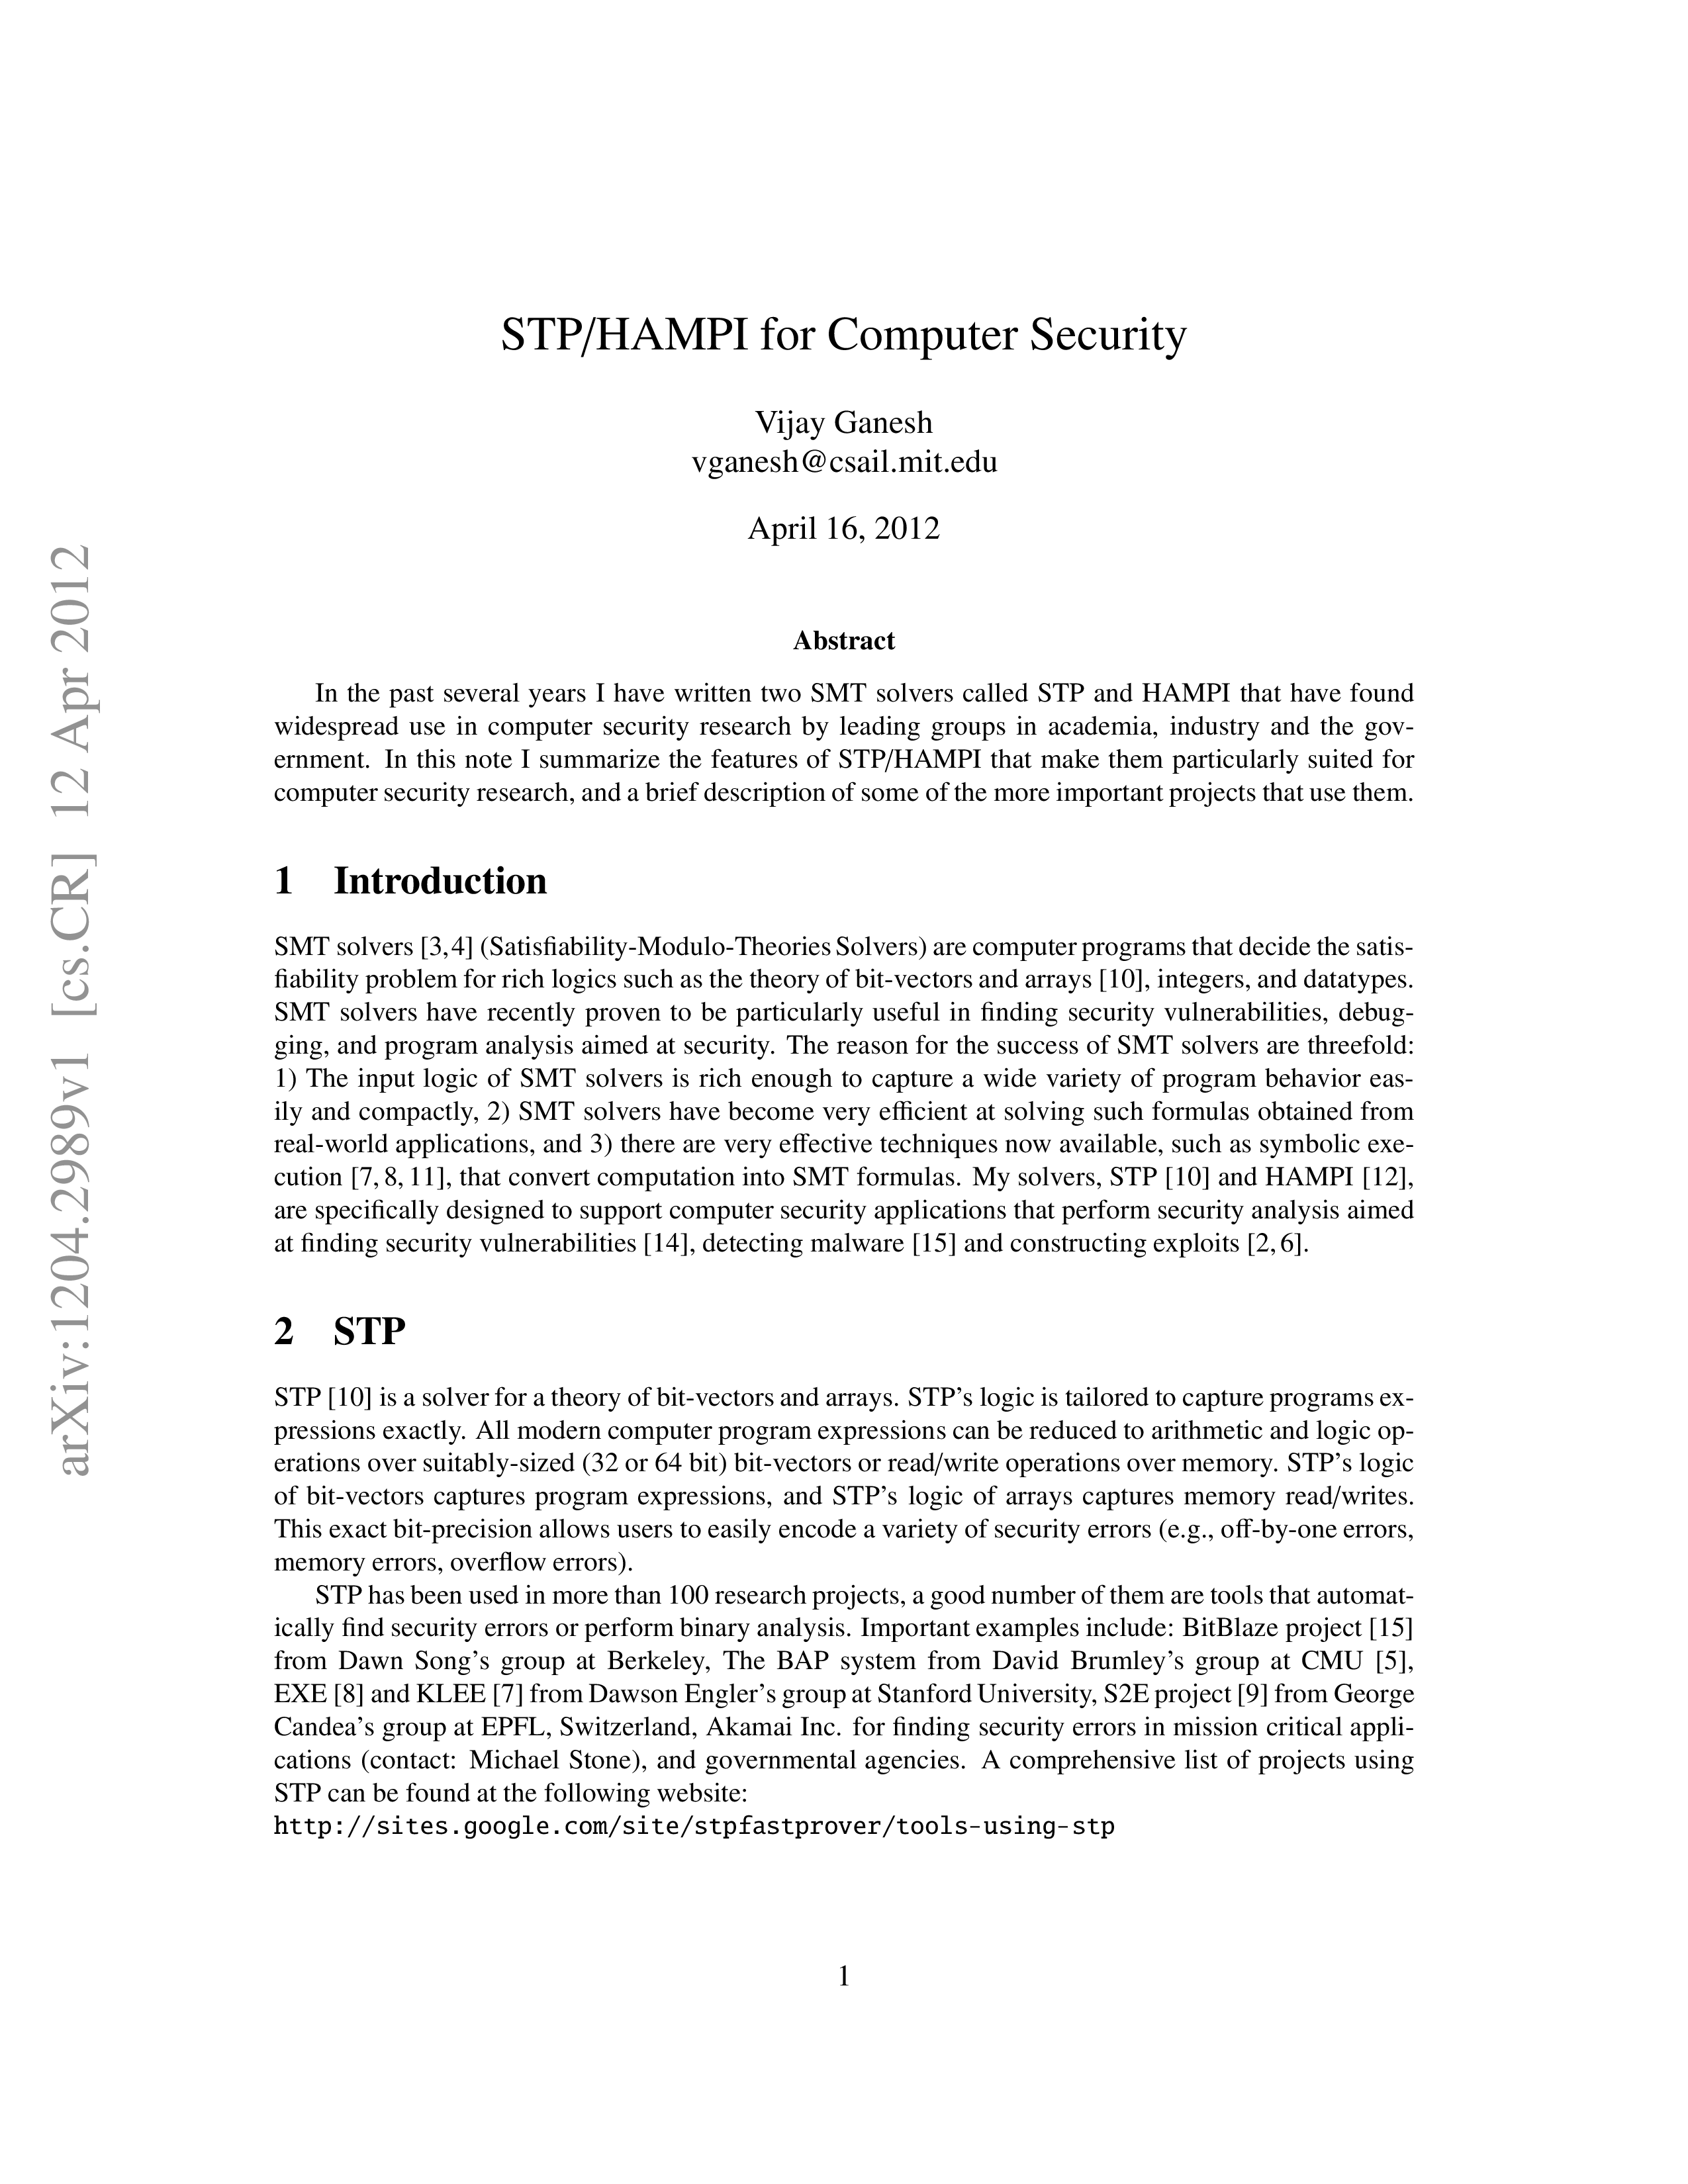 STP/HAMPI for Computer Security
Vijay Ganesh
vganesh@csail.mit.edu
April 16, 2012
Abstract
In the past several years I have written two SMT solvers called STP and HAMPI that have found
widespread use in computer security research by leading groups in academia, industry and the gov-
ernment. In this note I summarize the features of STP/HAMPI that make them particularly suited for
computer security research, and a brief description of some of the more important projects that use them.
1 Introduction
SMT solvers [3,4] (Satisfiability-Modulo-Theories Solvers) are computer programs that decide the satis-
fiability problem for rich logics such as the theory of bit-vectors and arrays [10], integers, and datatypes.
SMT solvers have recently proven to be particularly useful in finding security vulnerabilities, debug-
ging, and program analysis aimed at security. The reason for the success of SMT solvers are threefold:
1) The input logic of SMT solvers is rich enough to capture a wide variety of program behavior eas-
ily and compactly, 2) SMT solvers have become very efficient at solving such formulas obtained from
real-world applications, and 3) there are very effective techniques now available, such as symbolic exe-
cution [7, 8, 11], that convert computation into SMT formulas. My solvers, STP [10] and HAMPI [12],
are specifically designed to support computer security applications that perform security analysis aimed
at finding security vulnerabilities [14], detecting malware [15] and constructing exploits [2, 6].
2 STP
STP [10] is a solver for a theory of bit-vectors and arrays. STP's logic is tailored to capture programs ex-
pressions exactly. All modern computer program expressions can be reduced to arithmetic and logic op-
erations over suitably-sized (32 or 64 bit) bit-vectors or read/write operations over memory. STP's logic
of bit-vectors captures program expressions, and STP's logic of arrays captures memory read/writes.
This exact bit-precision allows users to easily encode a variety of security errors (e.g., off-by-one errors,
memory errors, overflow errors).
STP has been used in more than 100 research projects, a good number of them are tools that automat-
ically find security errors or perform binary analysis. Important examples include: BitBlaze project [15]
from Dawn Song's group at Berkeley, The BAP system from David Brumley's group at CMU [5],
EXE [8] and KLEE [7] from Dawson Engler's group at Stanford University, S2E project [9] from George
Candea's group at EPFL, Switzerland, Akamai Inc. for finding security errors in mission critical appli-
cations (contact: Michael Stone), and governmental agencies. A comprehensive list of projects using
STP can be found at the following website:
http://sites.google.com/site/stpfastprover/tools-using-stp
1
arXiv:1204.2989v1 [cs.CR] 12 Apr 2012